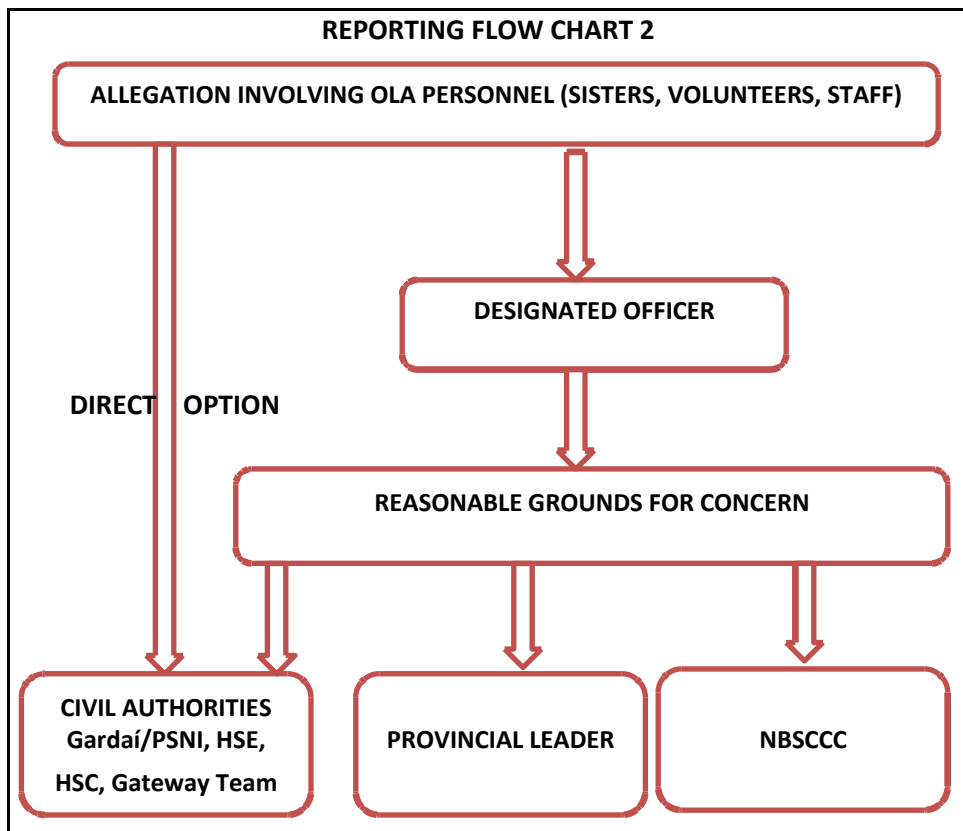 REPORTING FLOW CHART 2
ALLEGATION INVOLVING OLA PERSONNEL (SISTERS, VOLUNTEERS, STAFF)
DESIGNATED OFFICER
DIRECT OPTION
REASONABLE GROUNDS FOR CONCERN
CIVIL AUTHORITIES
Gardaí/PSNI, HSE,
HSC, Gateway Team
PROVINCIAL LEADER
NBSCCC